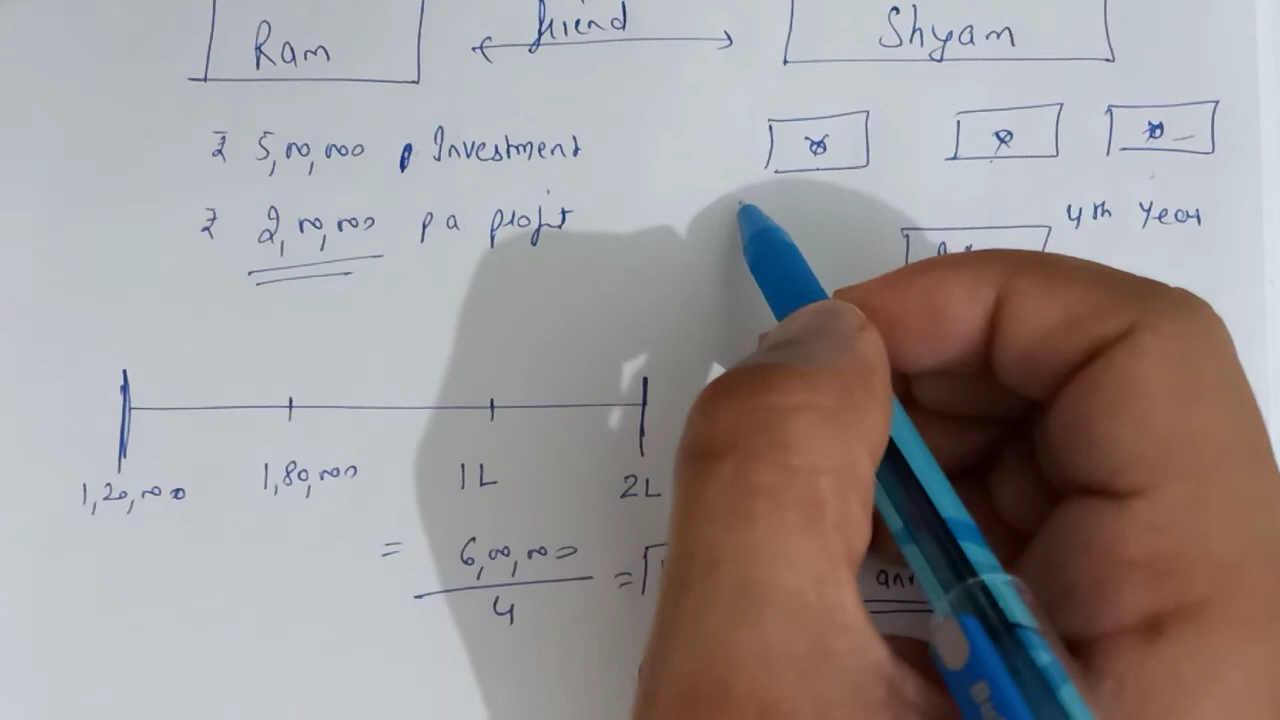 Ram friend Shyam
₹ 5,00,000 Investment
₹ 2,00,000 p a profit
4th Year
1,20,000 1,80,000 1L 2L
= 6,00,000 =
4